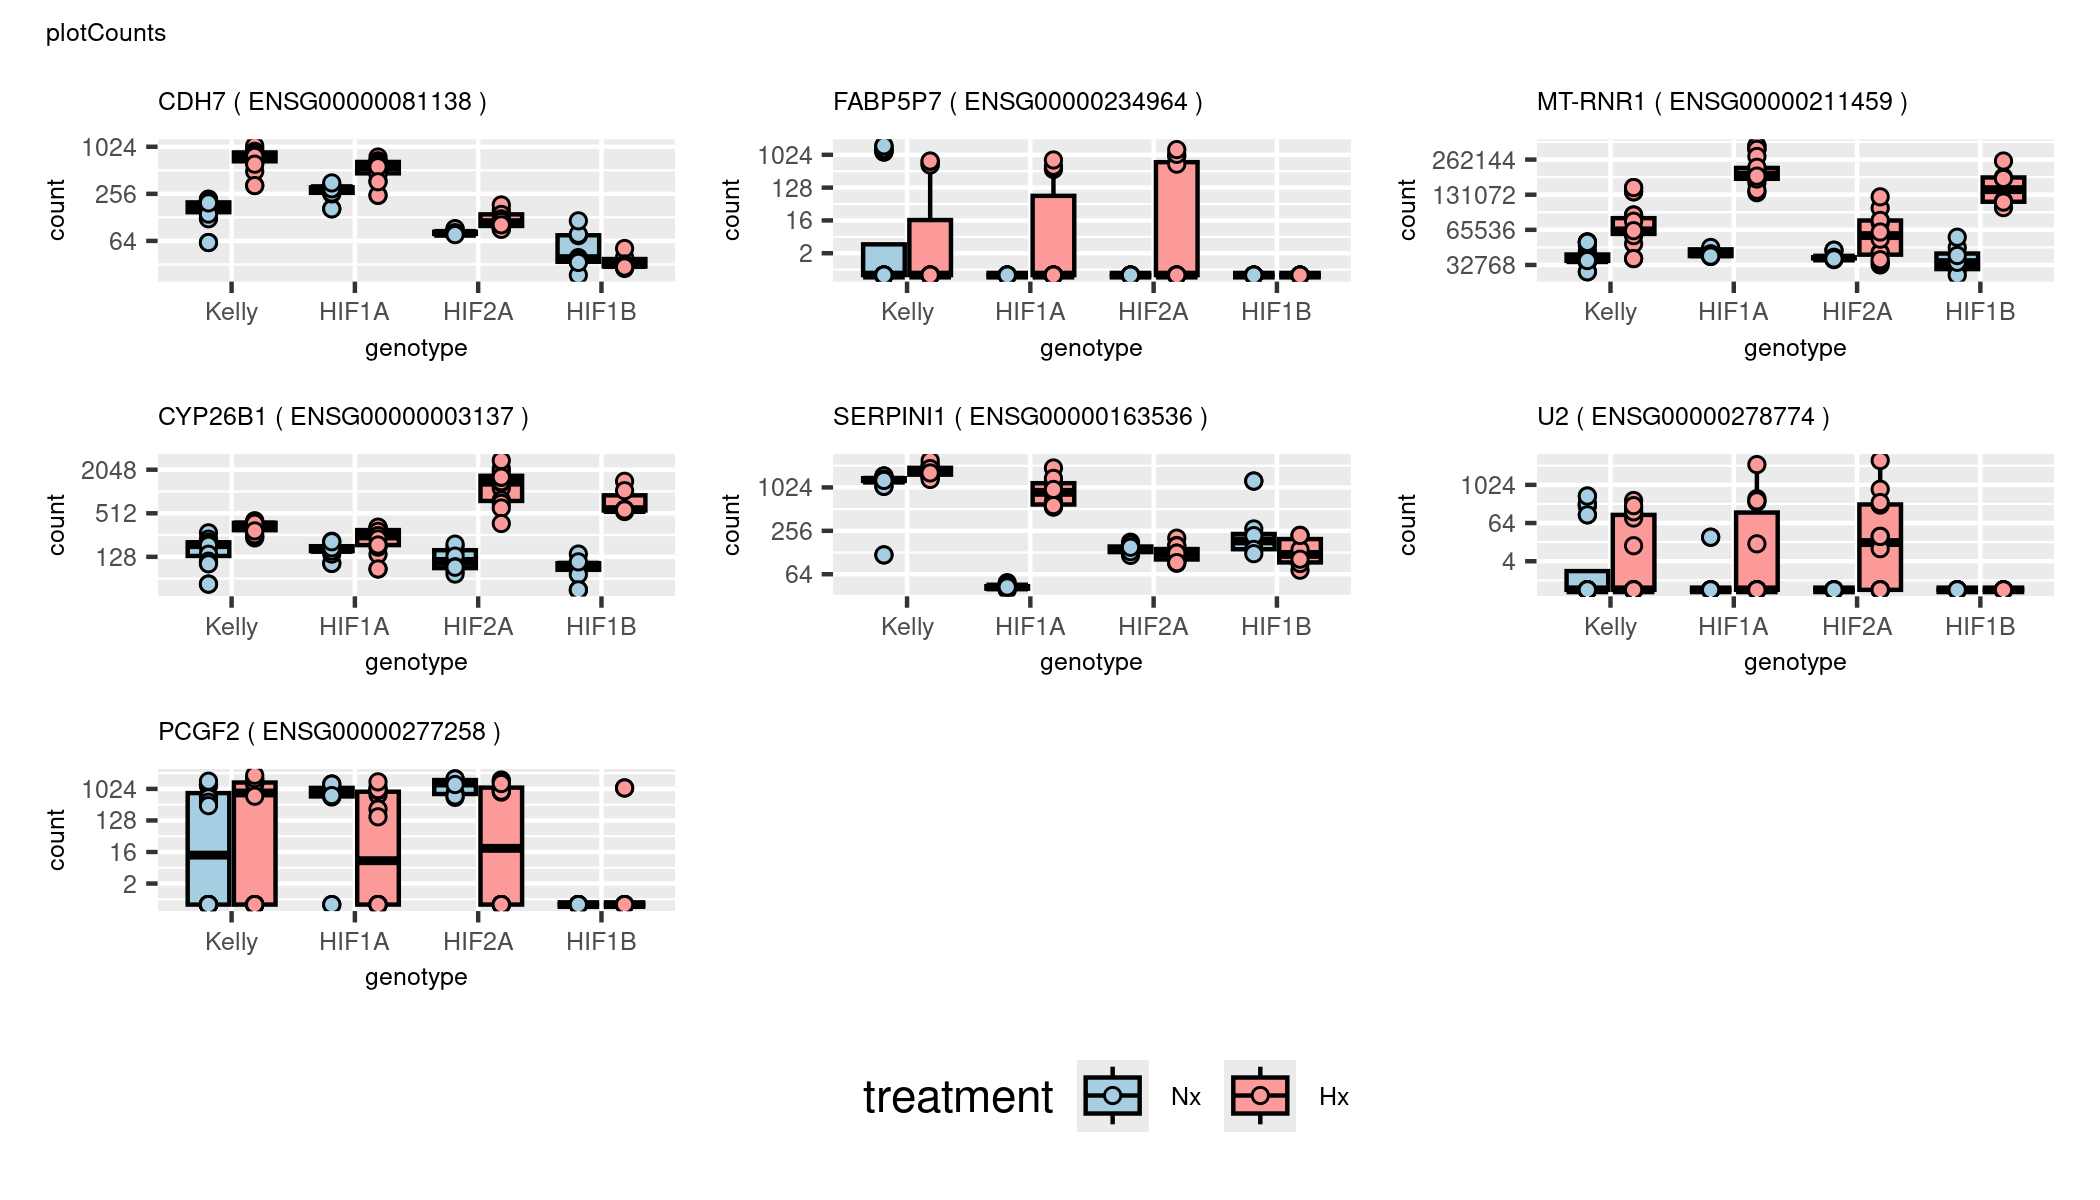 plotCounts
CDH7 ( ENSG00000081138 )
count
1024
256
64
Kelly HIF1A HIF2A HIF1B
genotype
FABP5P7 ( ENSG00000234964 )
count
1024
128
16
2
Kelly HIF1A HIF2A HIF1B
genotype
MT-RNR1 ( ENSG00000211459 )
count
262144
131072
65536
32768
Kelly HIF1A HIF2A HIF1B
genotype
CYP26B1 ( ENSG00000003137 )
count
2048
512
128
Kelly HIF1A HIF2A HIF1B
genotype
SERPINI1 ( ENSG00000163536 )
count
1024
256
64
Kelly HIF1A HIF2A HIF1B
genotype
U2 ( ENSG00000278774 )
count
1024
64
4
Kelly HIF1A HIF2A HIF1B
genotype
PCGF2 ( ENSG00000277258 )
count
1024
128
16
2
Kelly HIF1A HIF2A HIF1B
genotype
treatment Nx Hx